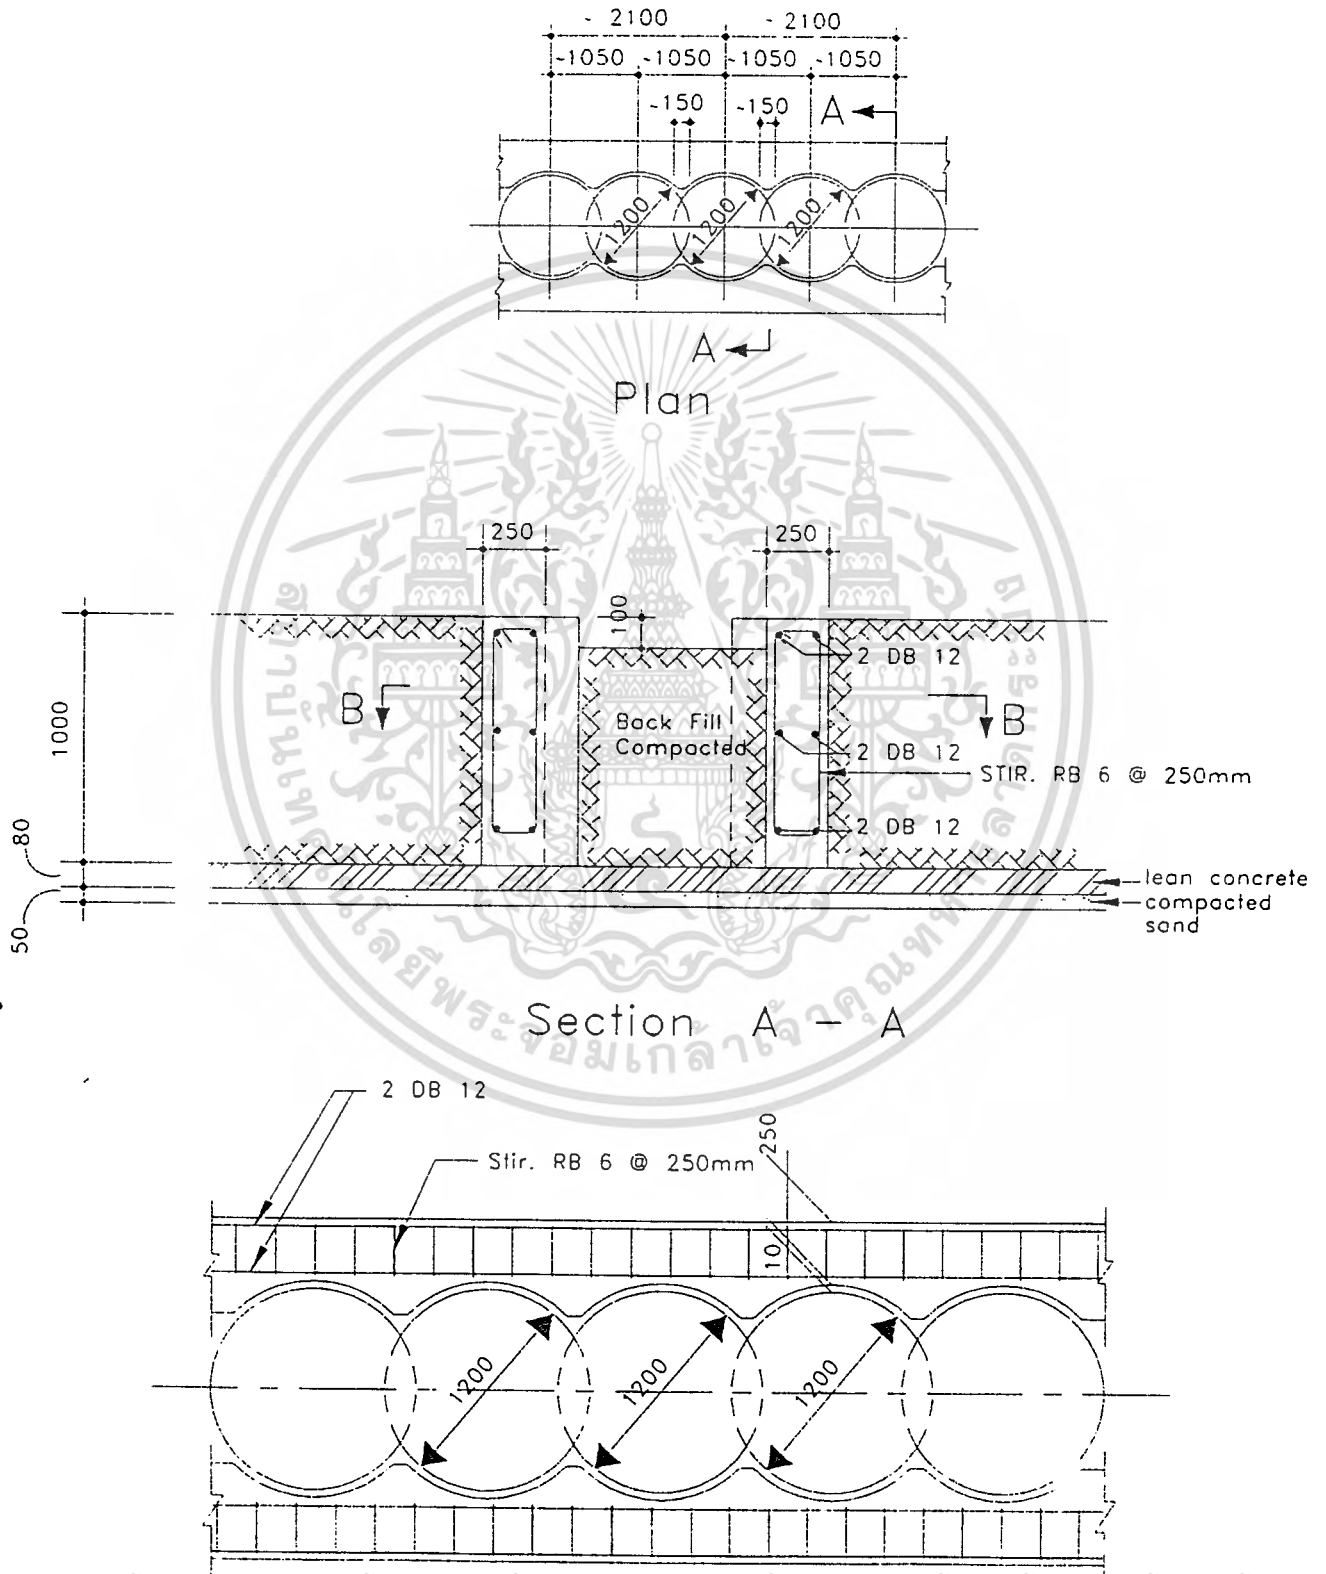 - 2100
- 2100
-1050
-1050
-1050
-1050
-150
-150
A
1200
1200
1200
A
Plan
250
250
100
1000
2 DB 12
B
B
Back Fill
Compacted
2 DB 12
STIR. RB 6 @ 250mm
2 DB 12
80
50
lean concrete
compacted
sand
Section A - A
2 DB 12
Stir. RB 6 @ 250mm
250
10
1200
1200
1200